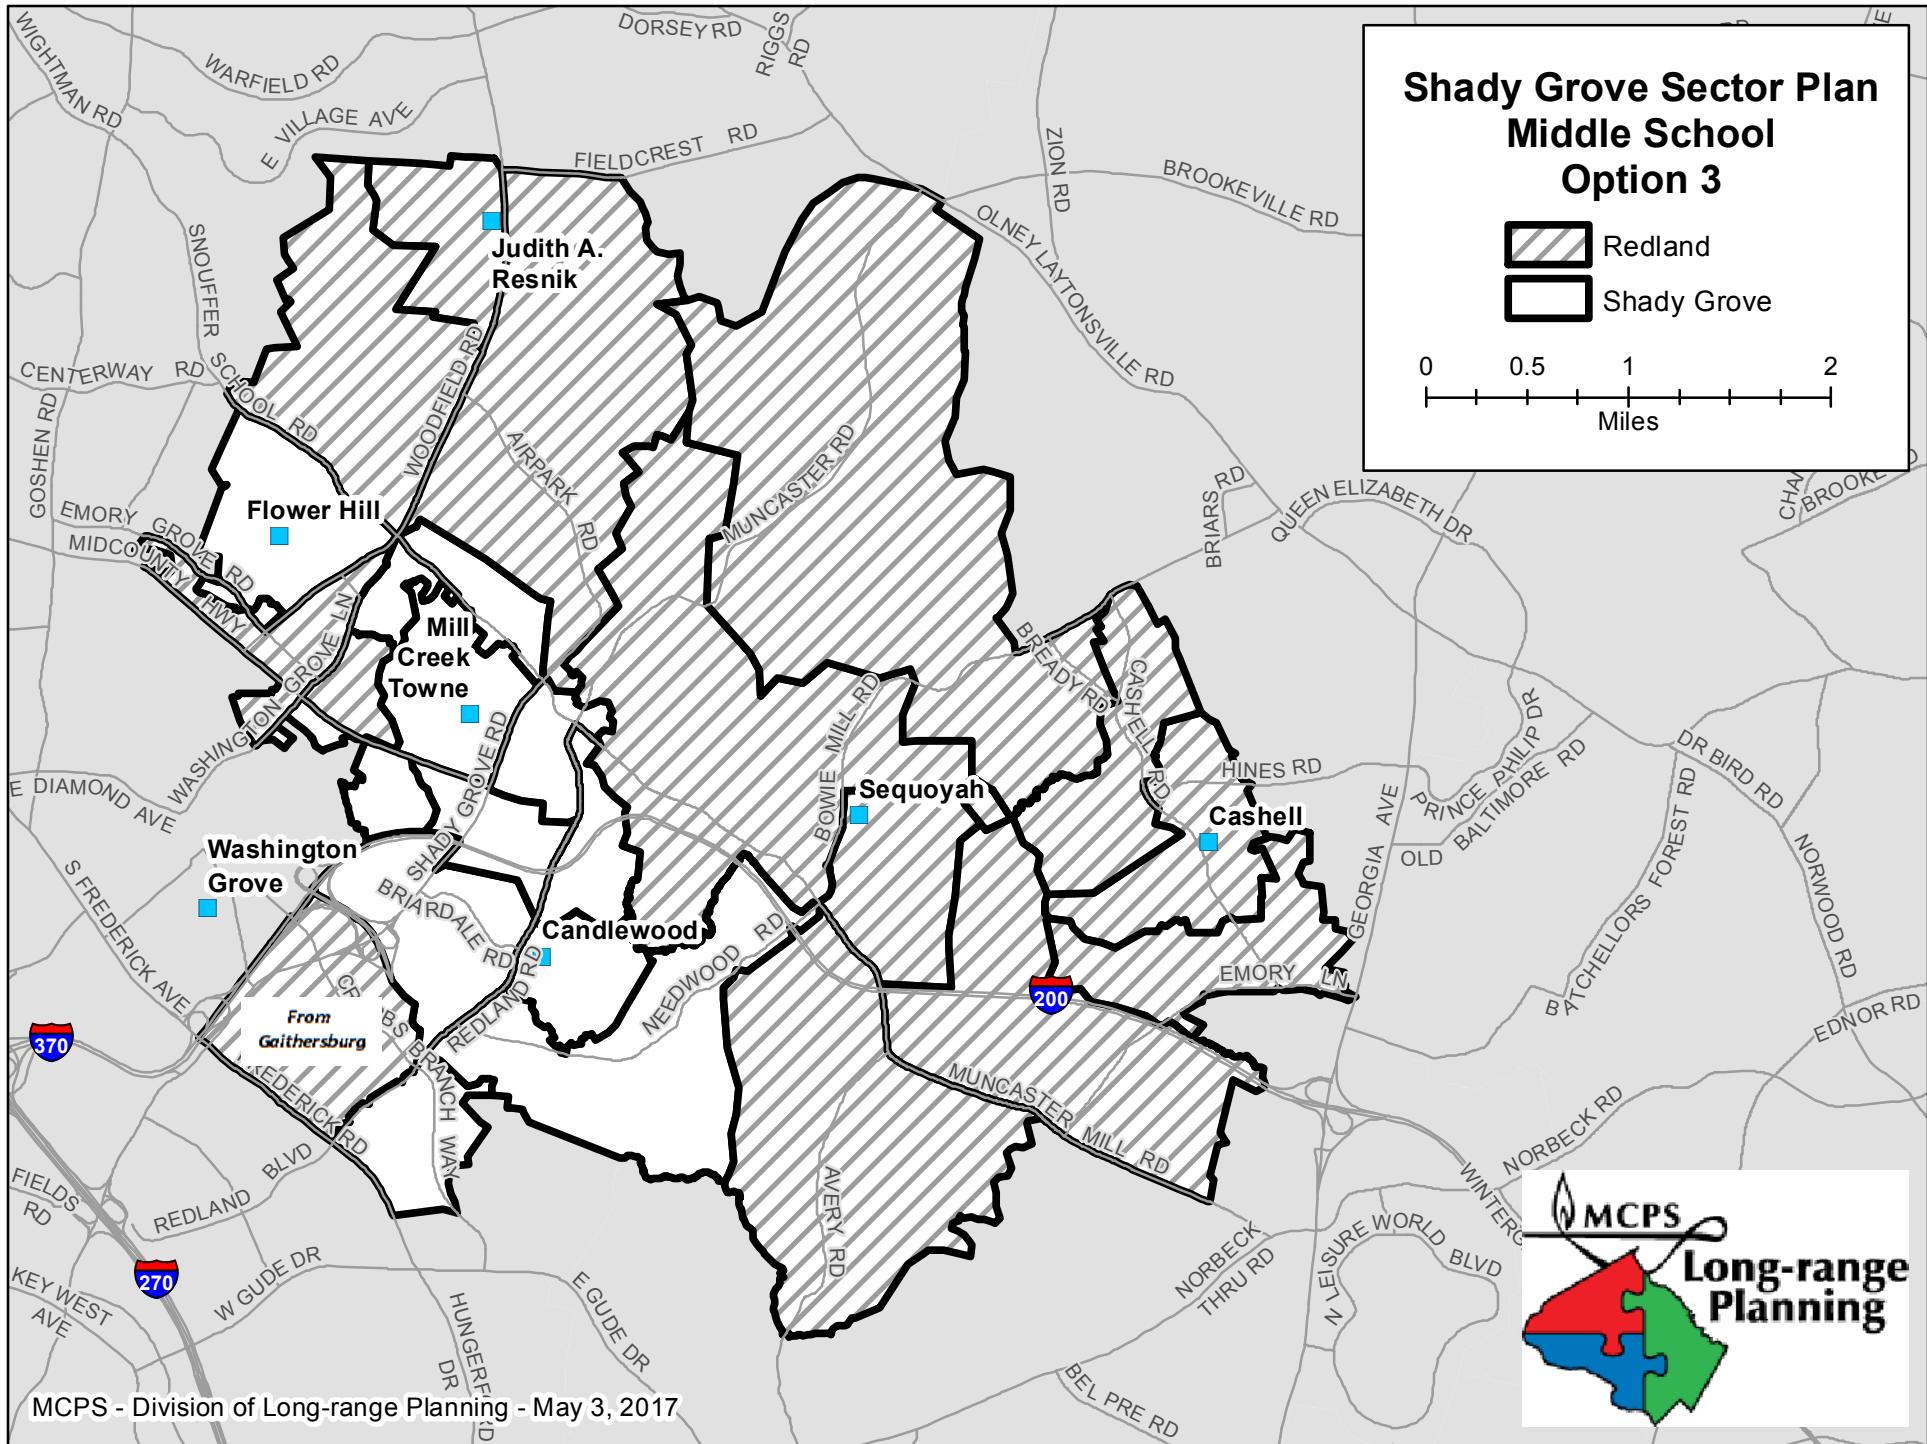 Shady Grove Sector Plan
Middle School
Option 3
Redland
Shady Grove
0 0.5 1 2
Miles
WIGHTMAN RD
WARFIELD RD
E VILLAGE AVE
DORSEY RD
RIGGS
RD
FIELDCREST RD
ZION RD
BROOKEVILLE RD
OLNEY LAYTONSVILLE RD
SNOUFFER SCHOOL RD
Judith A.
Resnik
CENTERWAY RD
GOSHEN RD
WOODFIELD RD
AIRPARK RD
MUNCASTER RD
BRIARS RD
QUEEN ELIZABETH DR
CHA
BROOKE
EMORY GROVE RD
MIDCOUNTY HWY
Flower Hill
Mill
Creek
Towne
WASHINGTON GROVE LN
BREADY RD
CASHELL RD
BOWIE MILL RD
Sequoyah
HINES RD
Cashell
PRINCE PHILIP DR
OLD BALTIMORE RD
DR BIRD RD
NORWOOD RD
BATCHELLORS FOREST RD
GEORGIA AVE
E DIAMOND AVE
WASHINGTON
SHADY GROVE RD
Washington
Grove
S FREDERICK AVE
BRIARDALE RD
Candlewood
NEEDWOOD RD
REDLAND RD
EMORY LN
200
EDNOR RD
370
From
Gaithersburg
CRABBS BRANCH WAY
FREDERICK RD
MUNCASTER MILL RD
NORBECK RD
REDLAND BLVD
FIELDS
RD
AVERY RD
NORBECK
THRU RD
N LEISURE WORLD BLVD
WINTERG
270
KEY WEST
AVE
W GUDE DR
E GUDE DR
HUNGERFORD
DR
BEL PRE RD
MCPS
Long-range
Planning
MCPS - Division of Long-range Planning - May 3, 2017